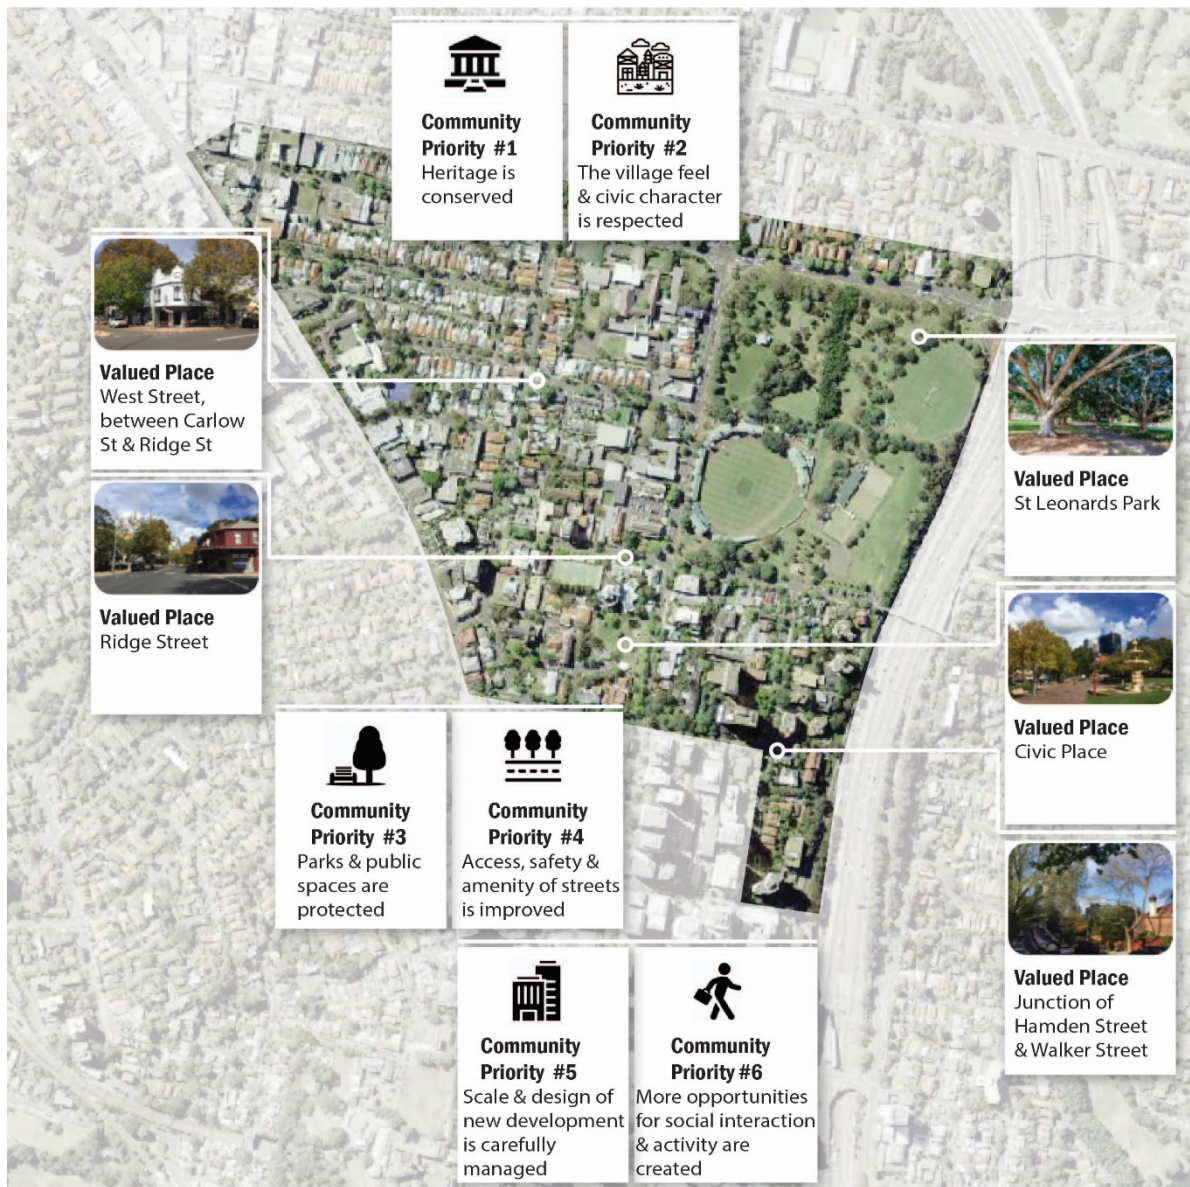 Community
Priority #1
Heritage is
conserved
Community
Priority #2
The village feel
& civic character
is respected
Valued Place
West Street,
between Carlow
St & Ridge St
Valued Place
St Leonards Park
Valued Place
Ridge Street
Valued Place
Civic Place
Community
Priority #3
Parks & public
spaces are
protected
Community
Priority #4
Access, safety &
amenity of streets
is improved
Valued Place
Junction of
Hamden Street
& Walker Street
Community
Priority #5
Scale & design of
new development
is carefully
managed
Community
Priority #6
More opportunities
for social interaction
& activity are
created